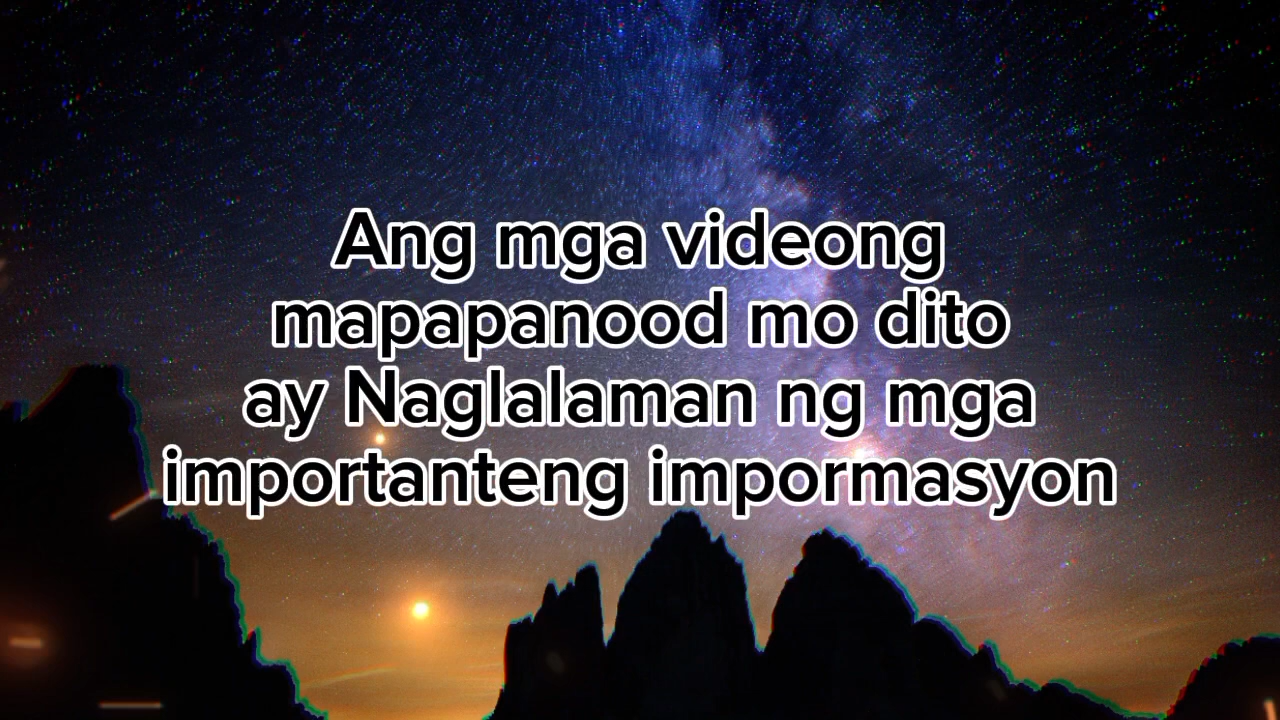 Ang mga videong
mapapanood mo dito
ay Naglalaman ng mga
importanteng impormasyon